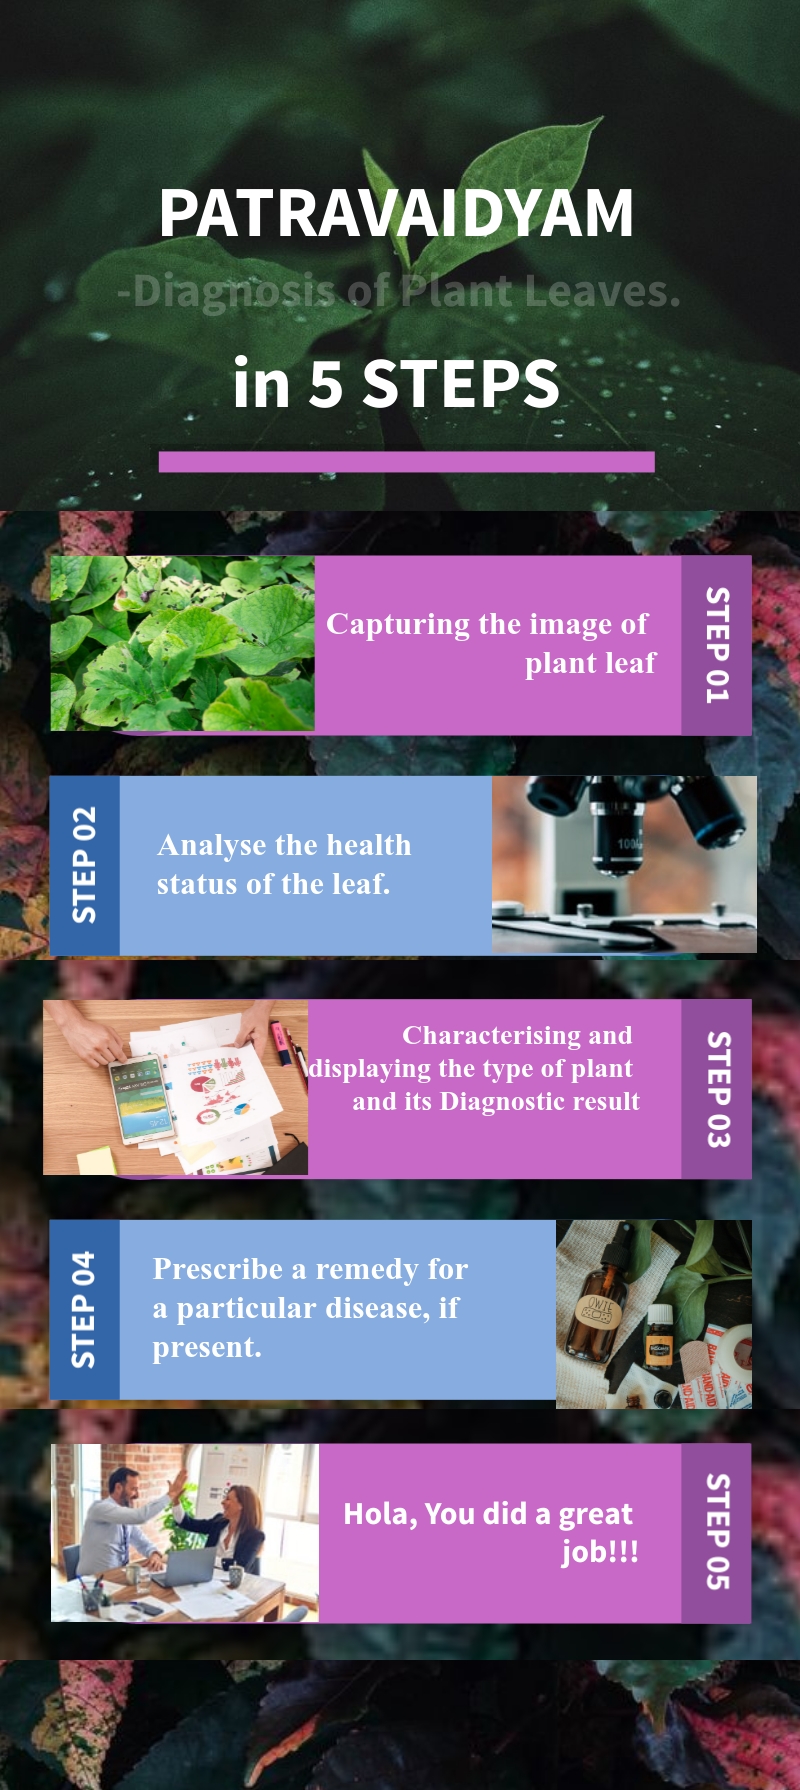 PATRAVAIDYAM
-Diagnosis of Plant Leaves.
in 5 STEPS
Capturing the image of
plant leaf
STEP 01
STEP 02
Analyse the health
status of the leaf.
100
Characterising and
displaying the type of plant
and its Diagnostic result
STEP 03
STEP 04
Prescribe a remedy for
a particular disease, if
present.
OWIE
Hola, You did a great
job!!!
STEP 05